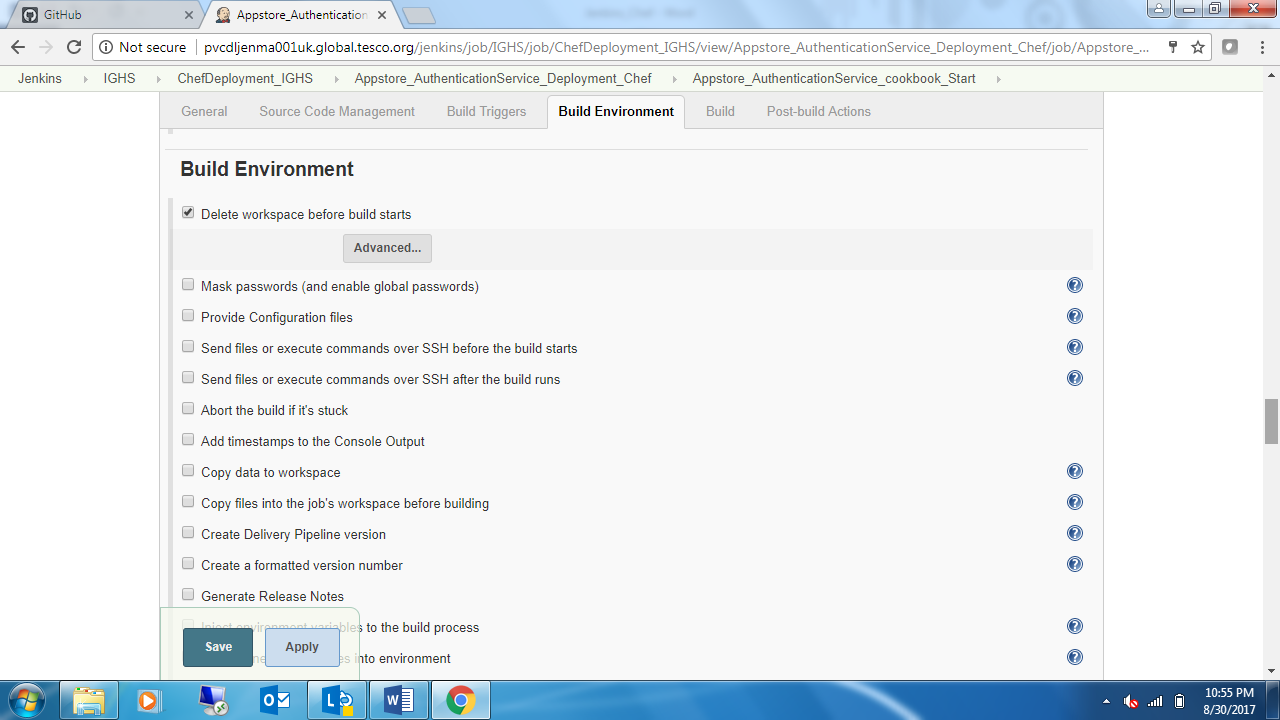 GitHub
Appstore_Authentication
Not secure
pvcdljenma001uk.global.tesco.org/jenkins/job/IGHS/job/ChefDeployment_IGHS/view/Appstore_AuthenticationService_Deployment_Chef/job/Appstore_...
Jenkins IGHS ChefDeployment_IGHS Appstore_AuthenticationService_Deployment_Chef Appstore_AuthenticationService_cookbook_Start
General Source Code Management Build Triggers Build Environment Build Post-build Actions
Build Environment
Delete workspace before build starts
Advanced...
Mask passwords (and enable global passwords)
Provide Configuration files
Send files or execute commands over SSH before the build starts
Send files or execute commands over SSH after the build runs
Abort the build if it's stuck
Add timestamps to the Console Output
Copy data to workspace
Copy files into the job's workspace before building
Create Delivery Pipeline version
Create a formatted version number
Generate Release Notes
Inject environment variables to the build process
into environment
Save Apply
10:55 PM
8/30/2017